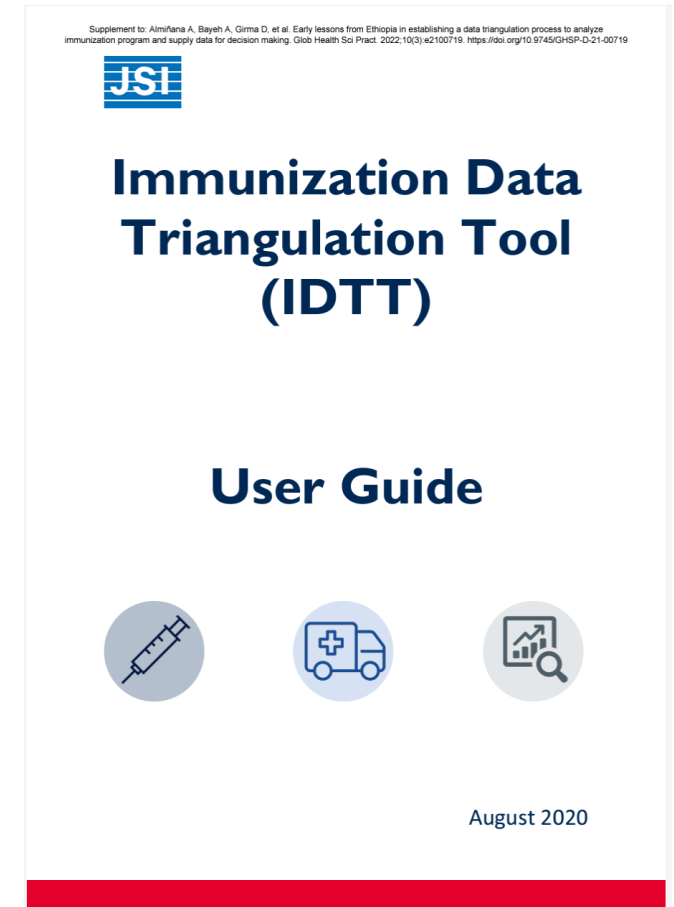 Supplement to: Almiñana A, Bayeh A, Girma D, et al. Early lessons from Ethiopia in establishing a data triangulation process to analyze
immunization program and supply data for decision making. Glob Health Sci Pract. 2022;10(3):e2100719. https://doi.org/10.9745/GHSP-D-21-00719
JSI
Immunization Data
Triangulation Tool
(IDTT)
User Guide
August 2020